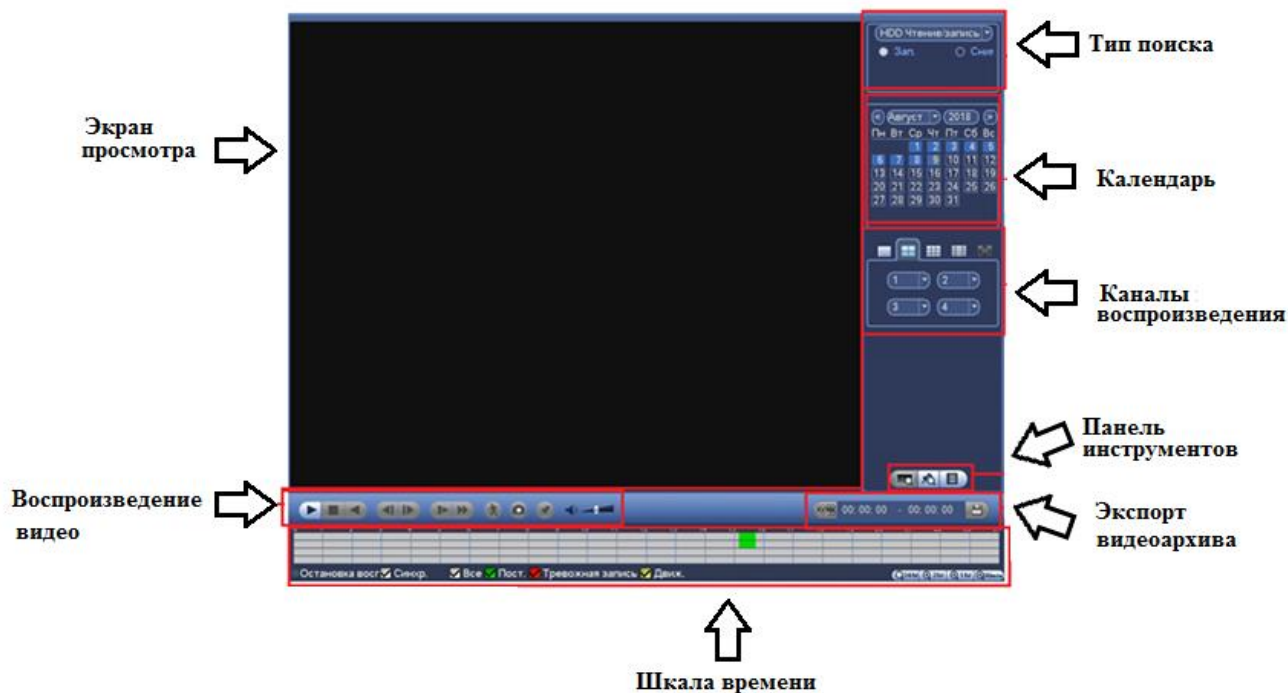 HDD Чтение/запись
Зап. Сни
Тип поиска
Экран
просмотра
Август 2018
Пн Вт Ср Чт Пт Сб Вс
1 2 3 4 5
6 7 8 9 10 11 12
13 14 15 16 17 18 19
20 21 22 23 24 25 26
27 28 29 30 31
Календарь
1 2
3 4
Каналы
воспроизведения
Панель
инструментов
Воспроизведение
видео
00:00:00 - 00:00:00
Экспорт
видеоархива
Остановка восг Синхр. Все Пост. Тревожная запись Движ.
Шкала времени